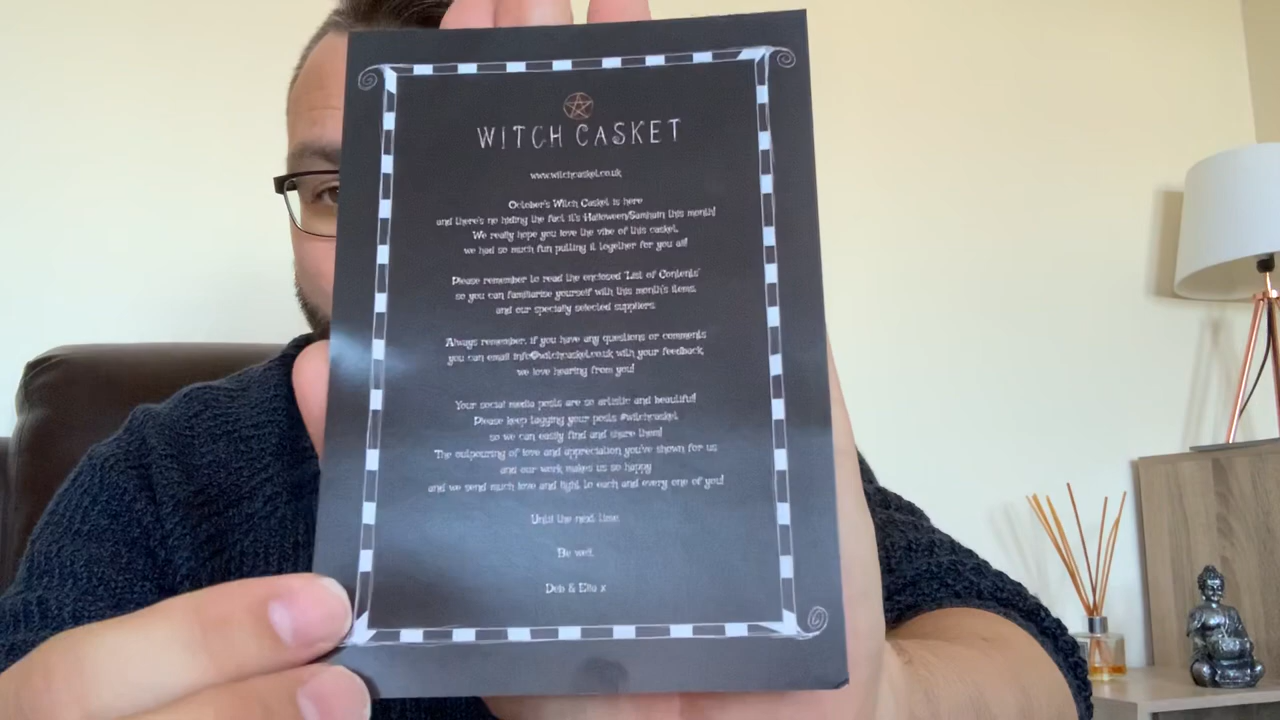 WITCH CASKET
www.witchcasket.co.uk
October's Witch Casket is here
and there's no hiding the fact it's Halloween/Samhain this month!
We really hope you love the vibe of this casket,
we had so much fun putting it together for you all!
Please remember to read the enclosed 'List of Contents'
so you can familiarise yourself with this month's items
and our specially selected suppliers.
Always remember, if you have any questions or comments
you can email info@witchcasket.co.uk with your feedback,
we love hearing from you!
Your social media posts are so artistic and beautiful!
Please keep tagging your posts #witchcasket
so we can easily find and share them!
The outpouring of love and appreciation you've shown for us
and our work makes us so happy
and we send much love and light to each and every one of you!
Until the next time
Be well,
Deb & Ella x